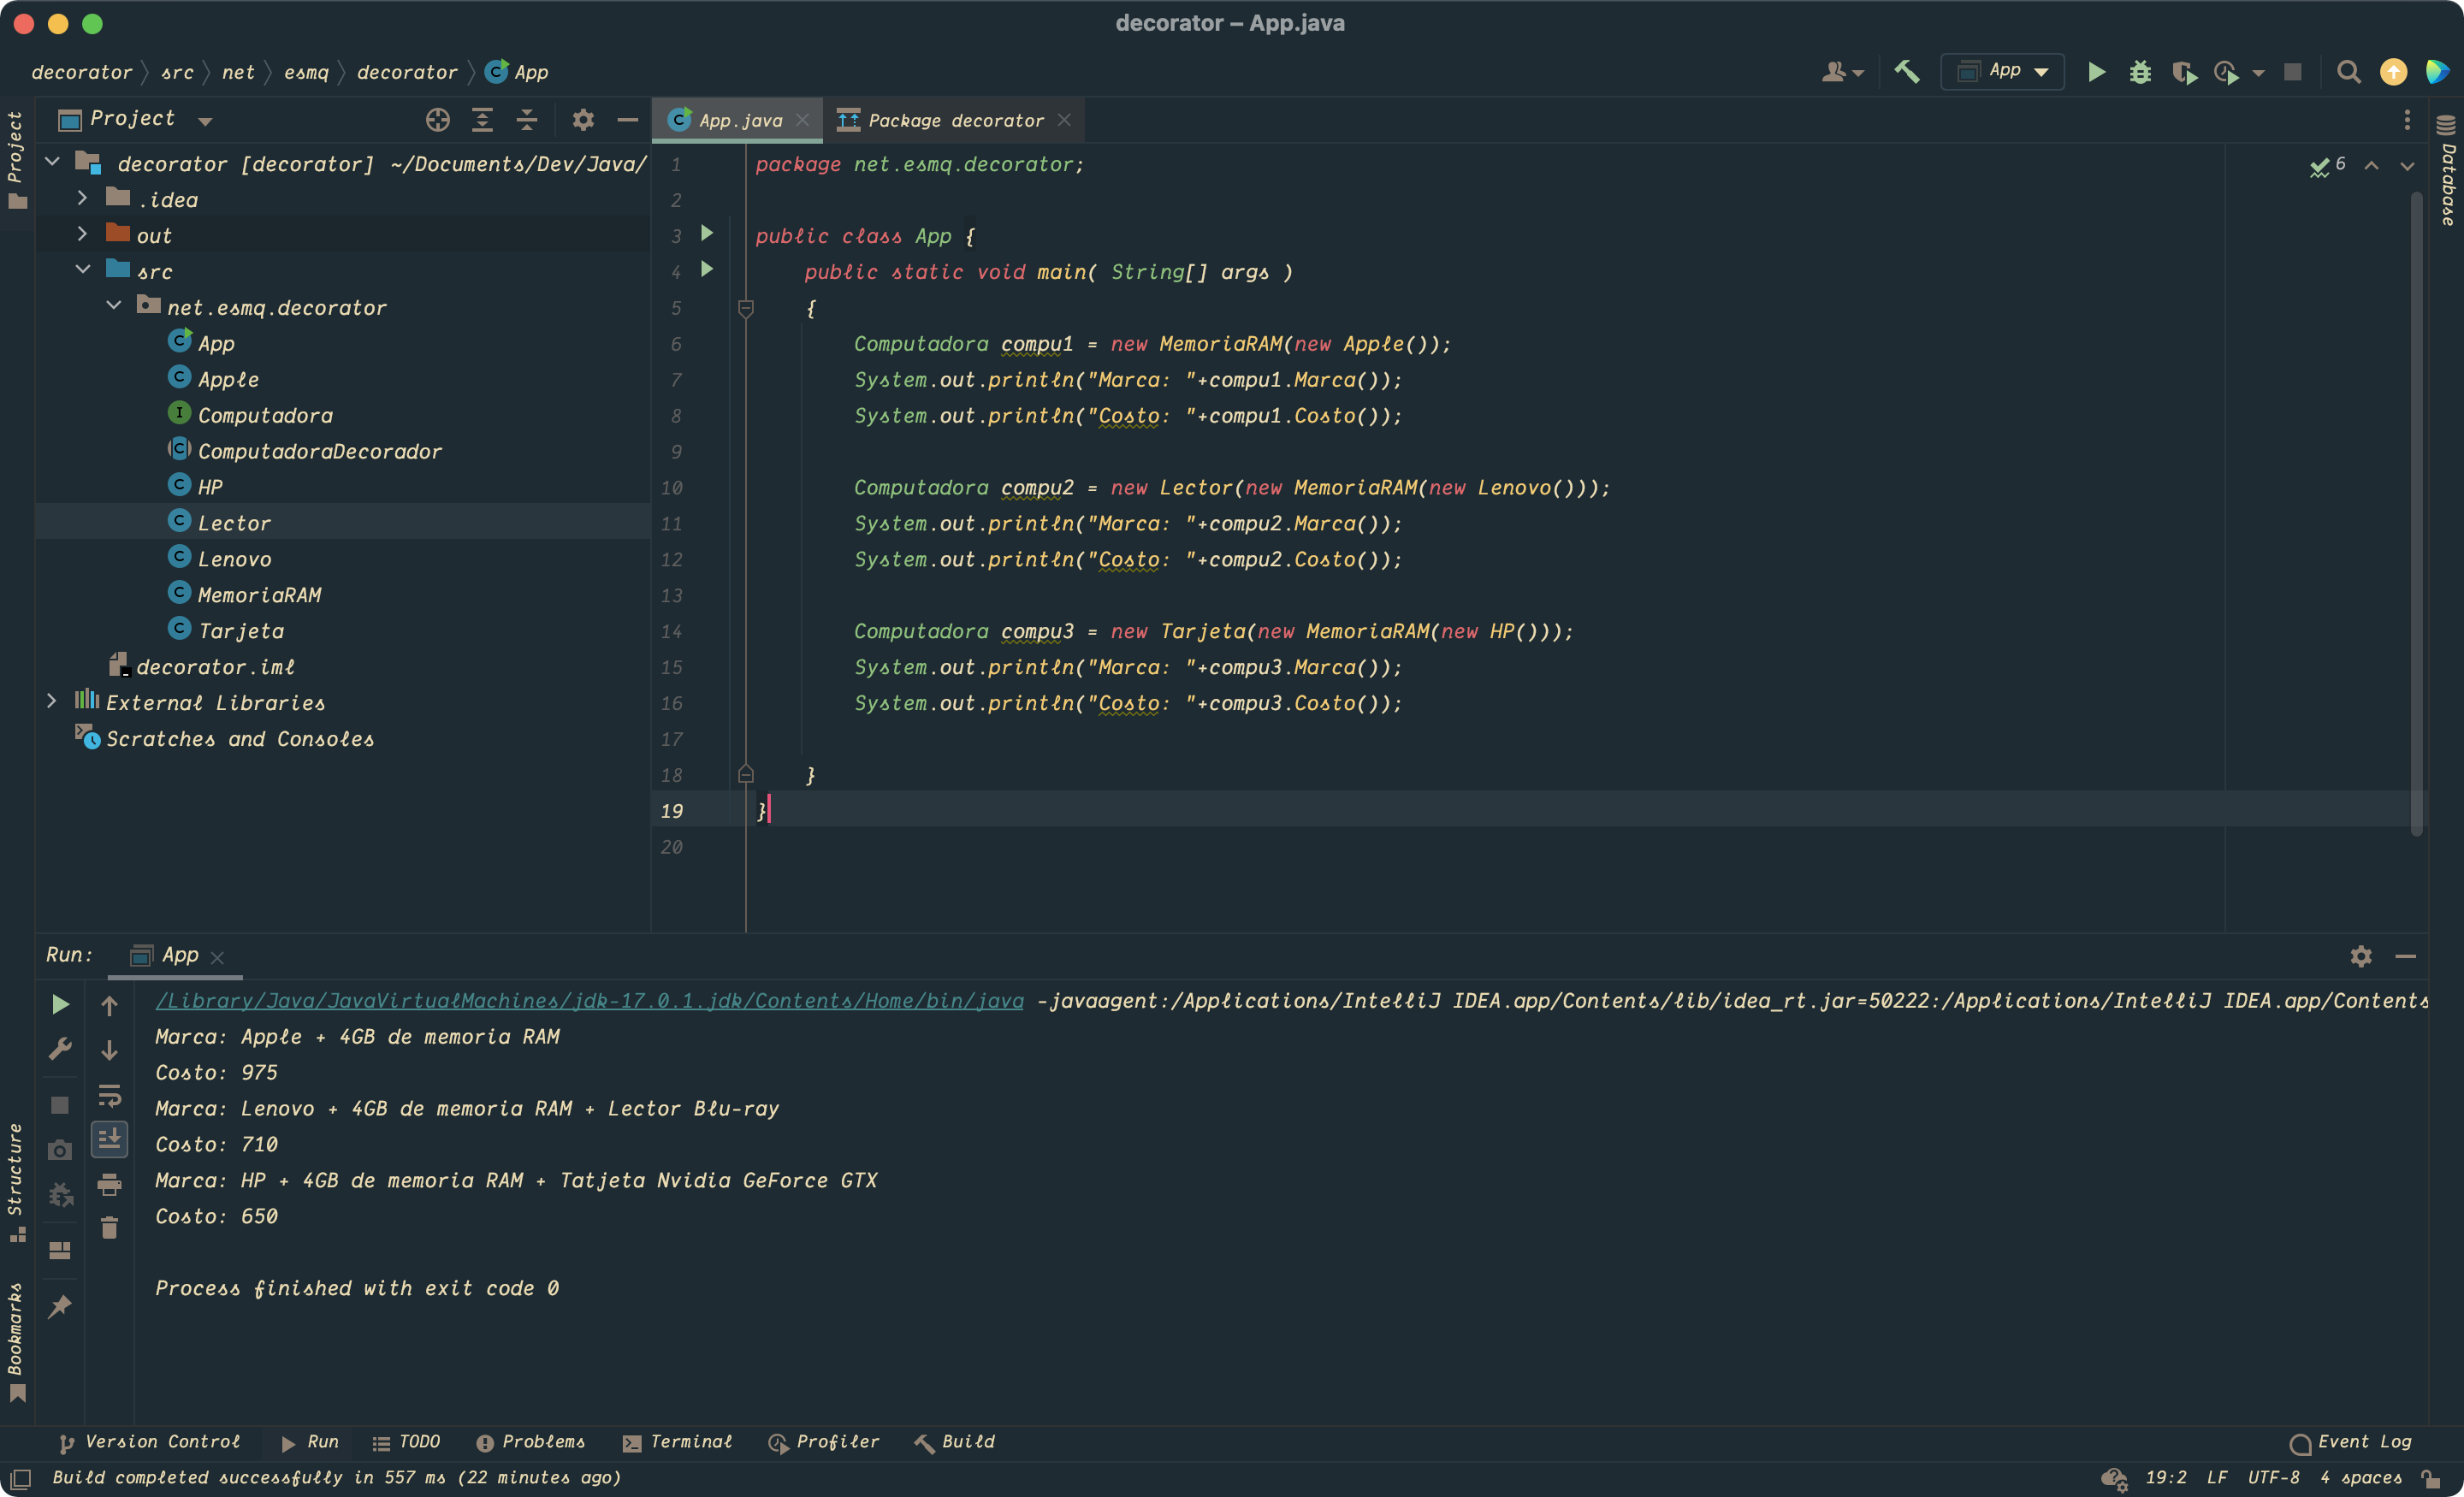 decorator – App.java
decorator src net esmq decorator App
App
Project
Project
decorator [decorator] ~/Documents/Dev/Java/
.idea
out
src
net.esmq.decorator
App
Apple
Computadora
ComputadoraDecorador
HP
Lector
Lenovo
MemoriaRAM
Tarjeta
decorator.iml
External Libraries
Scratches and Consoles
App.java
Package decorator
6
Database
1 package net.esmq.decorator;
2
3 public class App {
4 public static void main( String[] args )
5 {
6 Computadora compu1 = new MemoriaRAM(new Apple());
7 System.out.println("Marca: "+compu1.Marca());
8 System.out.println("Costo: "+compu1.Costo());
9
10 Computadora compu2 = new Lector(new MemoriaRAM(new Lenovo()));
11 System.out.println("Marca: "+compu2.Marca());
12 System.out.println("Costo: "+compu2.Costo());
13
14 Computadora compu3 = new Tarjeta(new MemoriaRAM(new HP()));
15 System.out.println("Marca: "+compu3.Marca());
16 System.out.println("Costo: "+compu3.Costo());
17
18 }
19 }
20
Run: App
/Library/Java/JavaVirtualMachines/jdk-17.0.1.jdk/Contents/Home/bin/java -javaagent:/Applications/IntelliJ IDEA.app/Contents/lib/idea_rt.jar=50222:/Applications/IntelliJ IDEA.app/Contents
Marca: Apple + 4GB de memoria RAM
Costo: 975
Marca: Lenovo + 4GB de memoria RAM + Lector Blu-ray
Costo: 710
Marca: HP + 4GB de memoria RAM + Tatjeta Nvidia GeForce GTX
Costo: 650
Process finished with exit code 0
Structure
Bookmarks
Version Control Run TODO Problems Terminal Profiler Build Event Log
Build completed successfully in 557 ms (22 minutes ago) 19:2 LF UTF-8 4 spaces